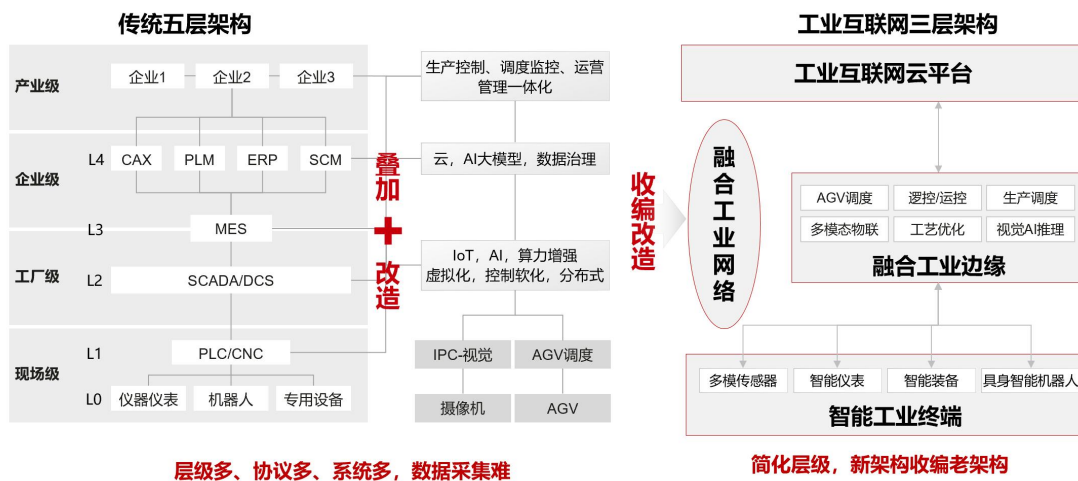 传统五层架构
产业级
企业1
企业2
企业3
L4
CAX
PLM
ERP
SCM
企业级
L3
MES
工厂级
L2
SCADA/DCS
L1
PLC/CNC
现场级
L0
仪器仪表
机器人
专用设备
叠加
+
改造
生产控制、调度监控、运营
管理一体化
云，AI大模型，数据治理
IoT，AI，算力增强
虚拟化，控制软化，分布式
IPC-视觉
AGV调度
摄像机
AGV
层级多、协议多、系统多，数据采集难
收编改造
工业互联网三层架构
工业互联网云平台
融合工业网络
AGV调度
逻控/运控
生产调度
多模态物联
工艺优化
视觉AI推理
融合工业边缘
多模传感器
智能仪表
智能装备
具身智能机器人
智能工业终端
简化层级，新架构收编老架构